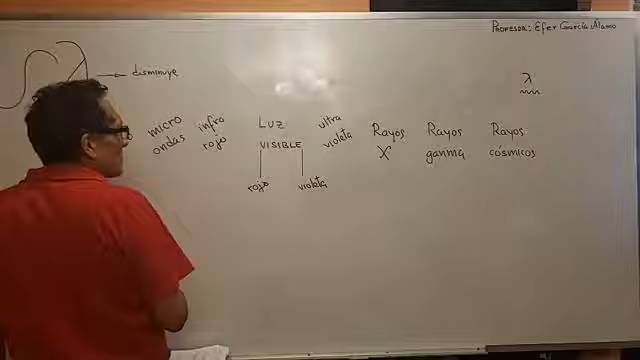 PROFESOR: Efer García Álamo
λ
λ → disminuye
micro ondas
infra rojo
LUZ VISIBLE
ultra violeta
Rayos X
Rayos gamma
Rayos cósmicos
rojo
violeta